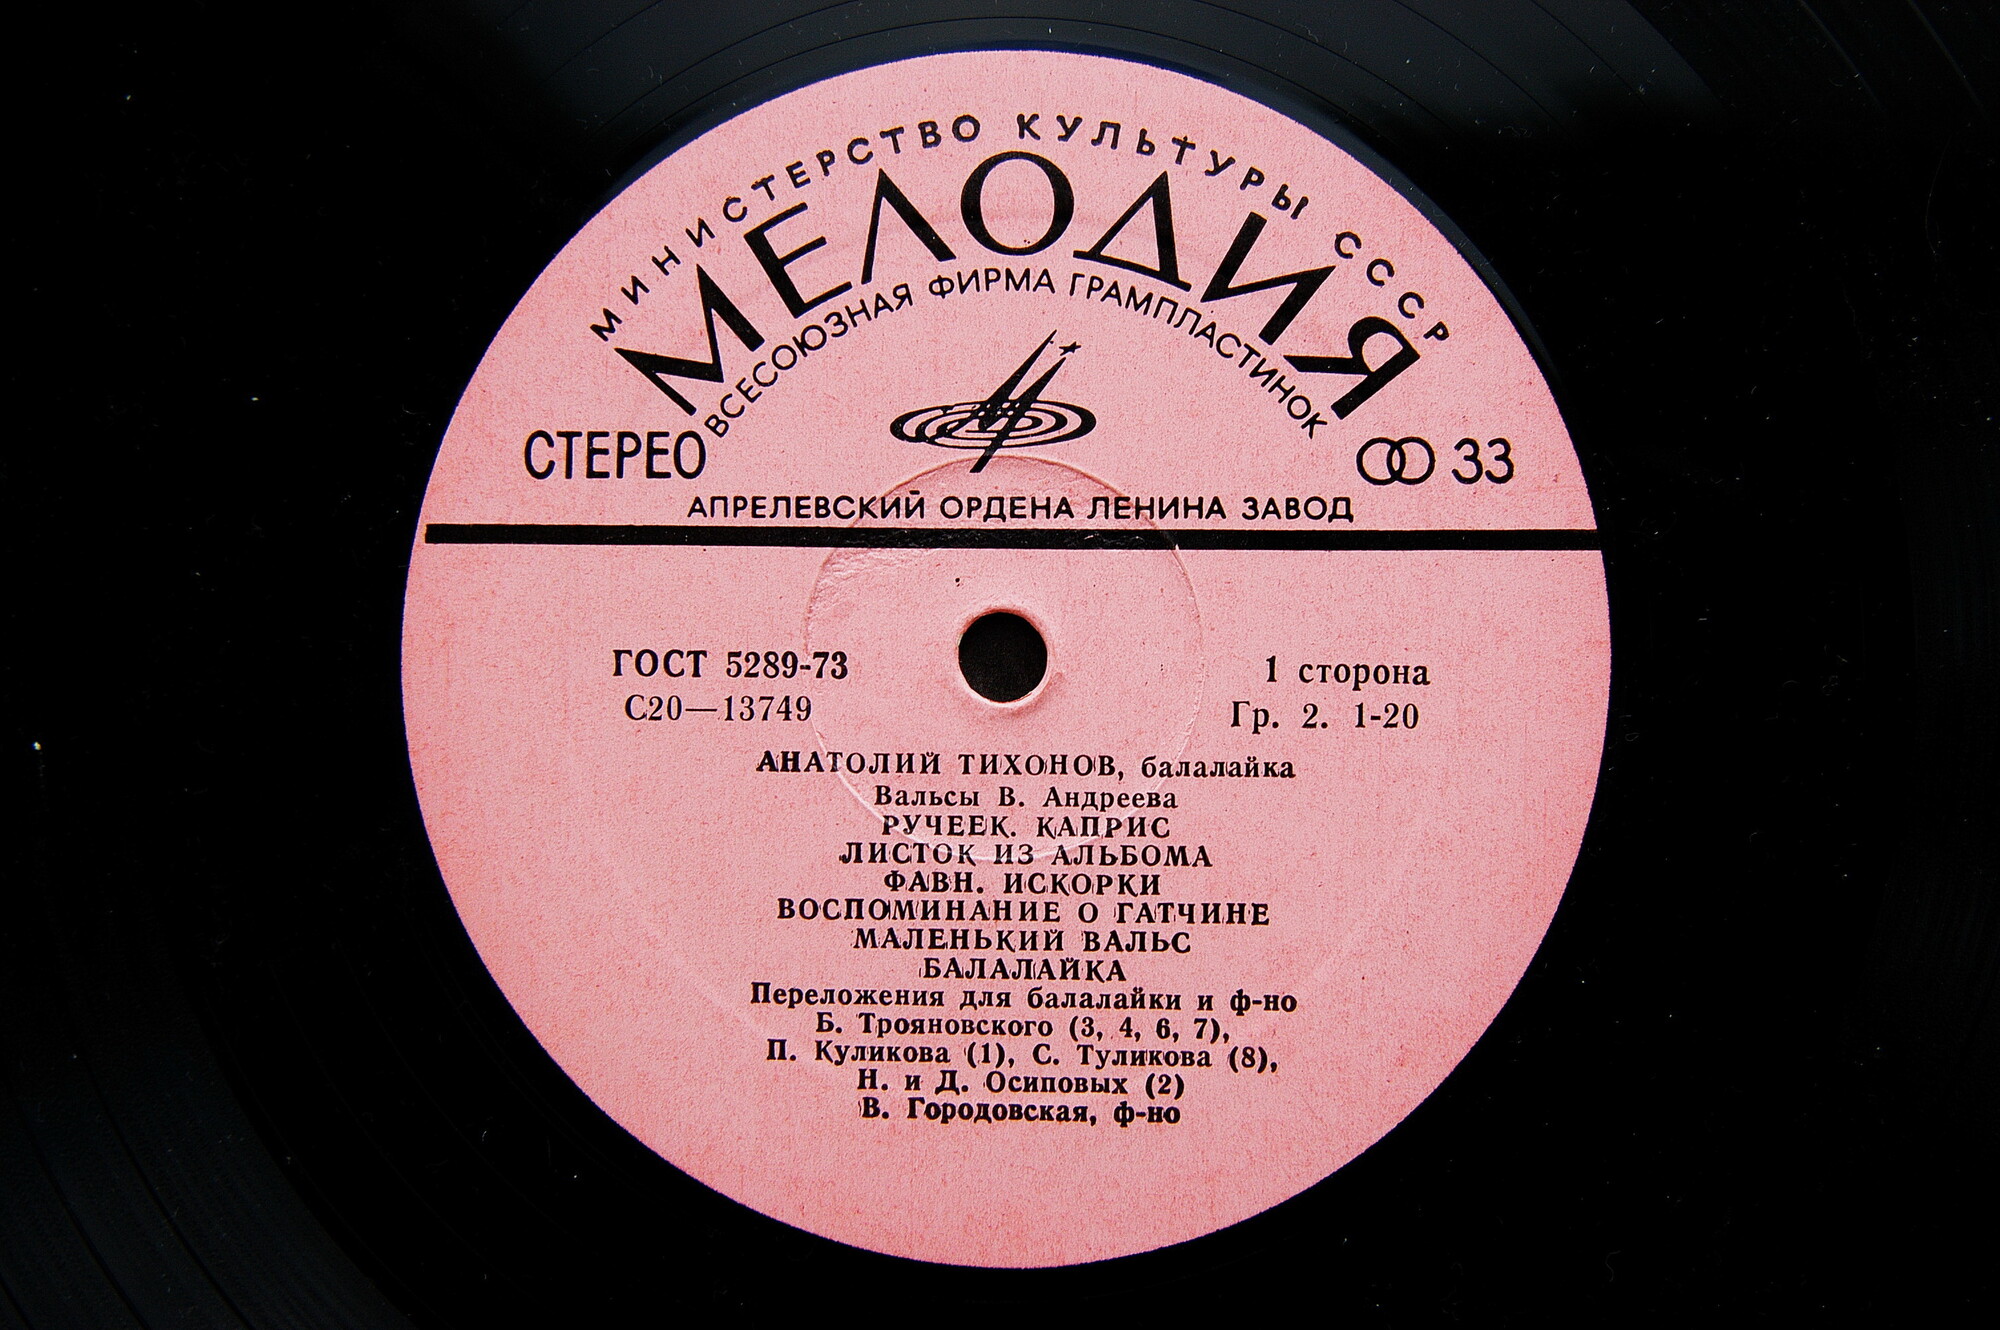 МИНИСТЕРСТВО КУЛЬТУРЫ СССР
МЕЛОДИЯ
ВСЕСОЮЗНАЯ ФИРМА ГРАМПЛАСТИНОК
СТЕРЕО
33
АПРЕЛЕВСКИЙ ОРДЕНА ЛЕНИНА ЗАВОД
ГОСТ 5289-73
1 сторона
С20—13749
Гр. 2. 1-20
АНАТОЛИЙ ТИХОНОВ, балалайка
Вальсы В. Андреева
РУЧЕЕК. КАПРИС
ЛИСТОК ИЗ АЛЬБОМА
ФАВН. ИСКОРКИ
ВОСПОМИНАНИЕ О ГАТЧИНЕ
МАЛЕНЬКИЙ ВАЛЬС
БАЛАЛАЙКА
Переложения для балалайки и ф-но
Б. Трояновского (3, 4, 6, 7),
П. Куликова (1), С. Туликова (8),
Н. и Д. Осиповых (2)
В. Городовская, ф-но